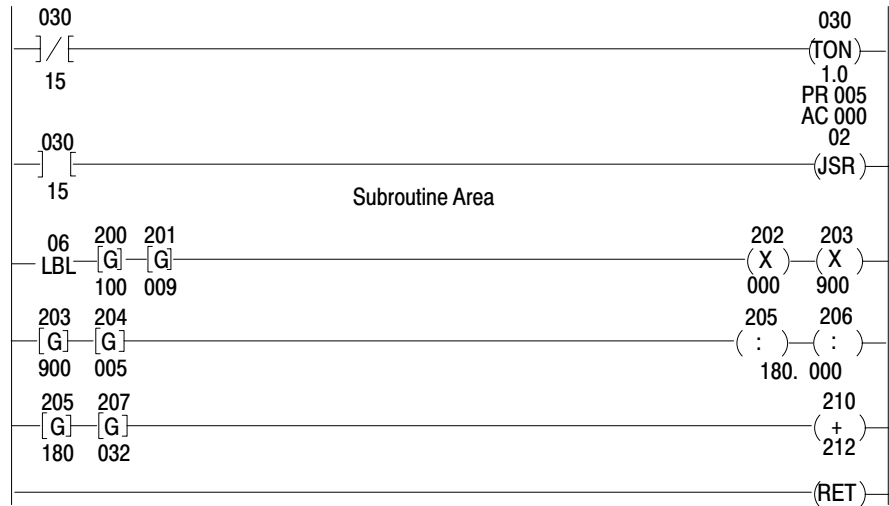 030 030
]/[ (TON)
15 1.0
PR 005
AC 000
030 02
] [ (JSR)
15
Subroutine Area
06 200 201 202 203
LBL [G] [G] (X) (X)
100 009 000 900
203 204 205 206
[G] [G] (:) (:)
900 005 180. 000
205 207 210
[G] [G] (+)
180 032 212
(RET)